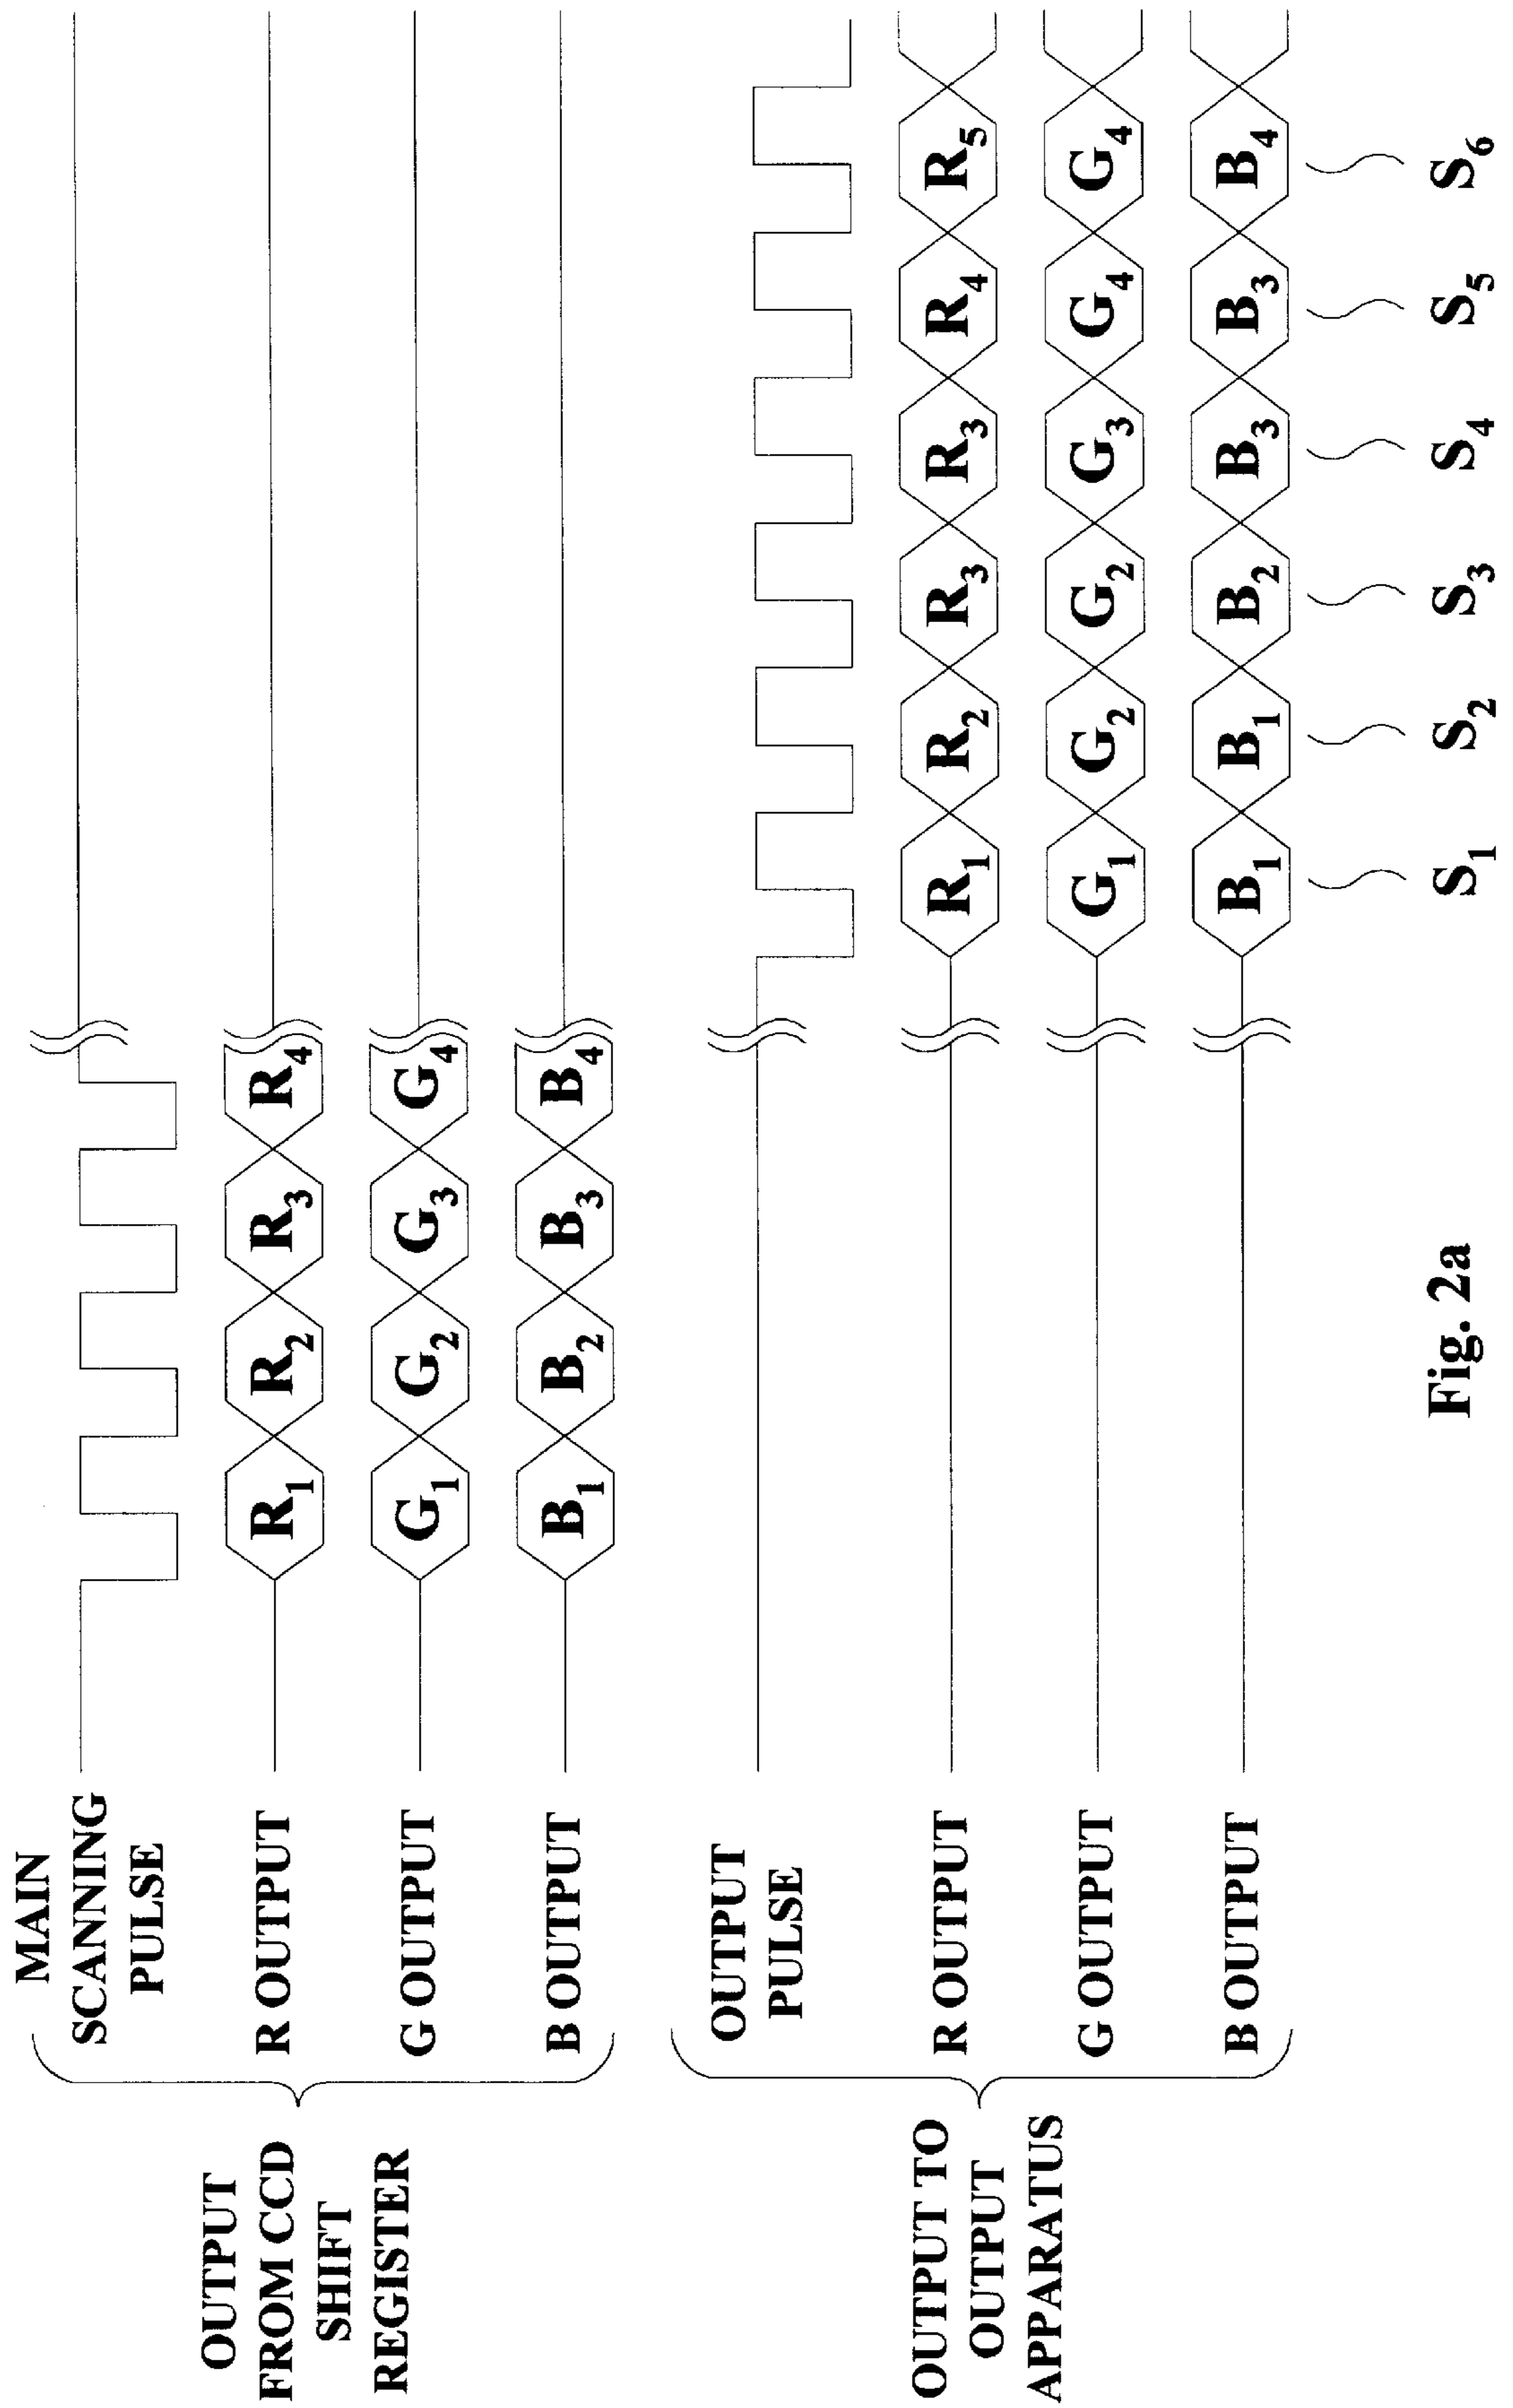 MAIN
SCANNING
PULSE
R OUTPUT R1 R2 R3 R4
G OUTPUT G1 G2 G3 G4
B OUTPUT B1 B2 B3 B4
OUTPUT
FROM CCD
SHIFT
REGISTER
OUTPUT
PULSE
R OUTPUT R1 R2 R3 R3 R4 R5
G OUTPUT G1 G2 G2 G3 G4 G4
B OUTPUT B1 B1 B2 B3 B3 B4
OUTPUT TO
OUTPUT
APPARATUS
S1 S2 S3 S4 S5 S6
Fig. 2a